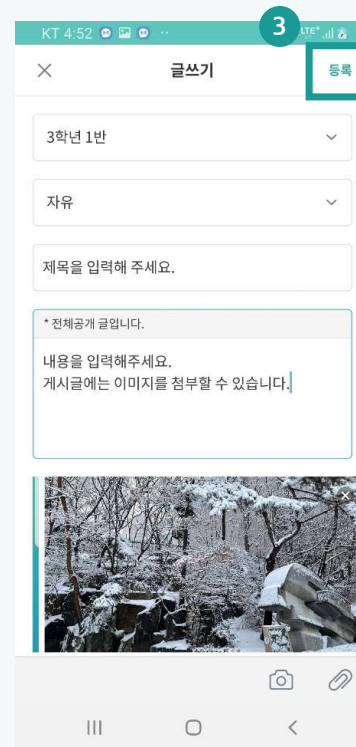 KT 4:52
3
LTE+
글쓰기
등록
3학년 1반
자유
제목을 입력해 주세요.
* 전체공개 글입니다.
내용을 입력해주세요.
게시글에는 이미지를 첨부할 수 있습니다.